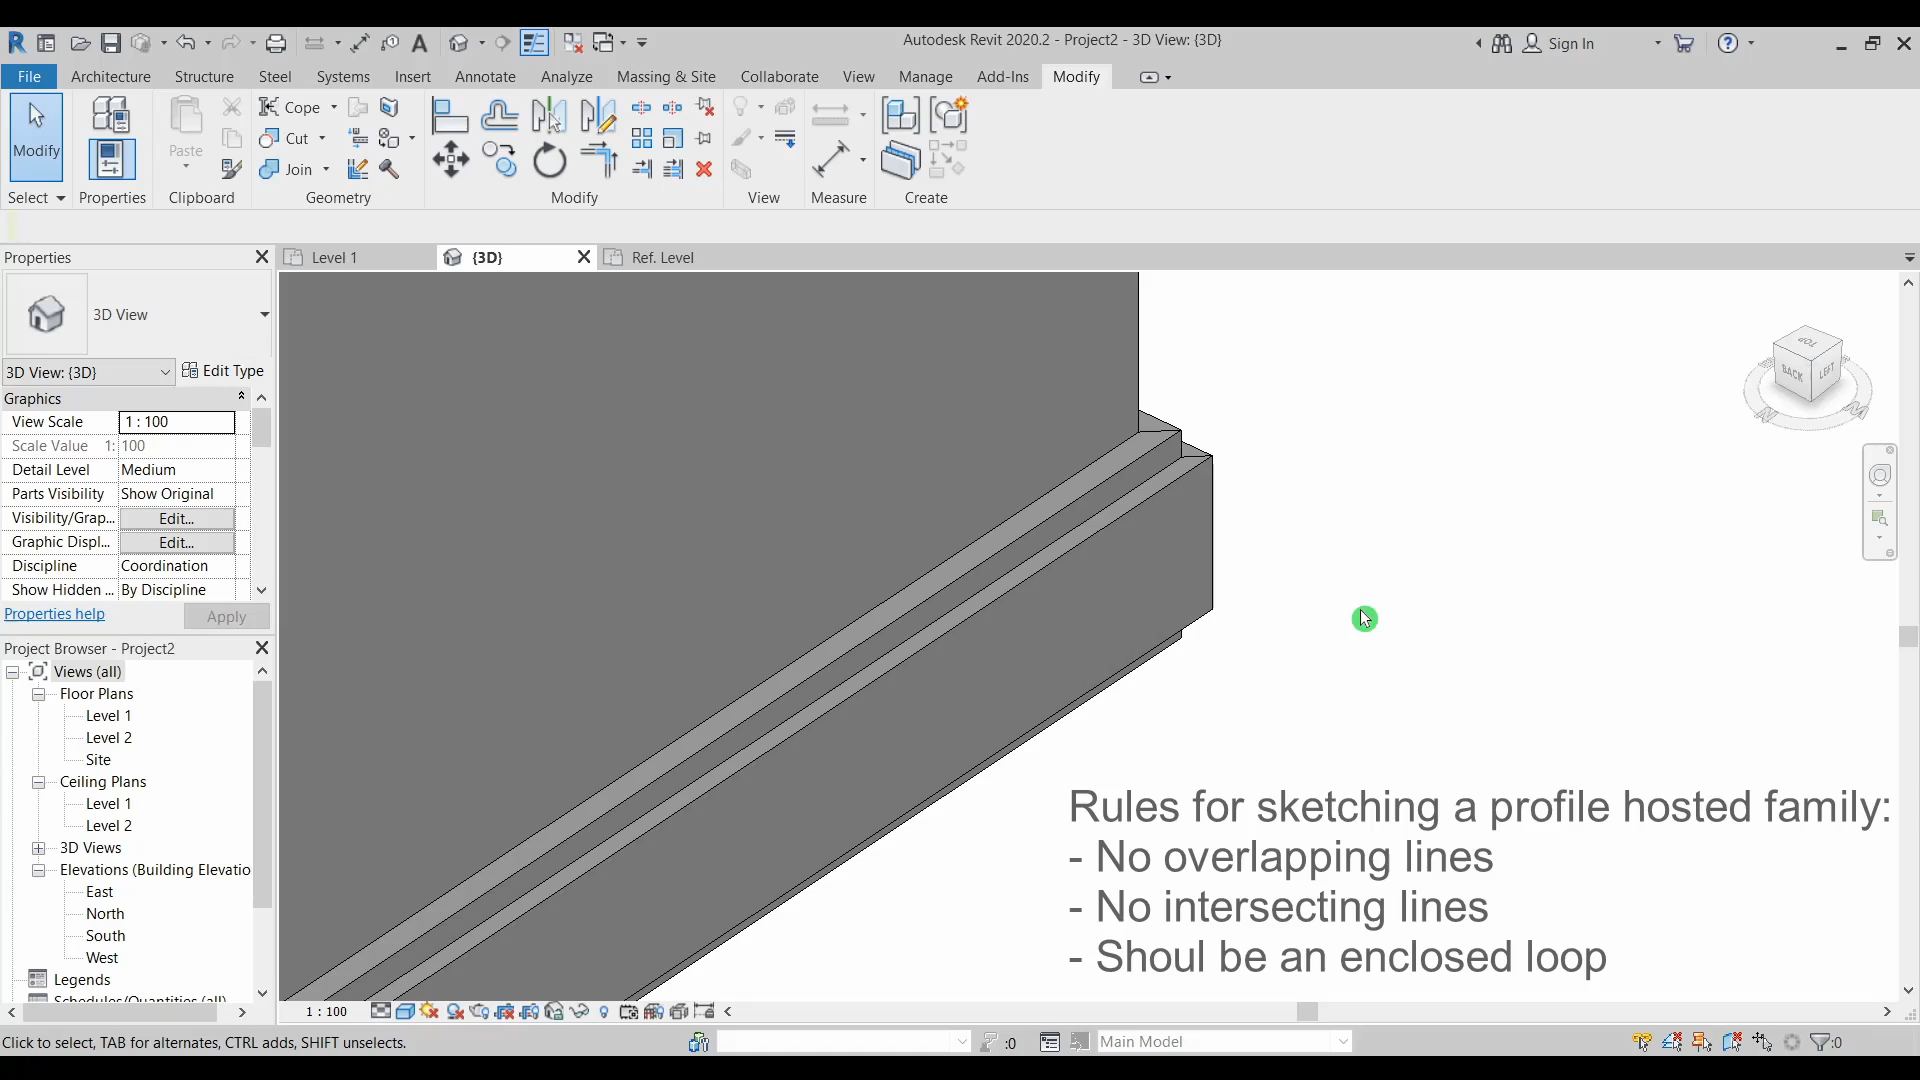 Autodesk Revit 2020.2 - Project2 - 3D View: {3D}
Sign In
File Architecture Structure Steel Systems Insert Annotate Analyze Massing & Site Collaborate View Manage Add-Ins Modify
Modify
Paste
Cope
Cut
Join
Select Properties Clipboard Geometry Modify View Measure Create
Properties
Level 1
{3D}
Ref. Level
3D View
3D View: {3D}
Edit Type
Graphics
View Scale 1 : 100
Scale Value 1: 100
Detail Level Medium
Parts Visibility Show Original
Visibility/Grap... Edit...
Graphic Displ... Edit...
Discipline Coordination
Show Hidden ... By Discipline
Properties help
Apply
TOP
BACK
LEFT
Project Browser - Project2
Views (all)
Floor Plans
Level 1
Level 2
Site
Ceiling Plans
Level 1
Level 2
3D Views
Elevations (Building Elevatio
East
North
South
West
Legends
Schedules/Quantities (all)
Rules for sketching a profile hosted family:
- No overlapping lines
- No intersecting lines
- Shoul be an enclosed loop
1 : 100
Click to select, TAB for alternates, CTRL adds, SHIFT unselects.
:0
Main Model
:0